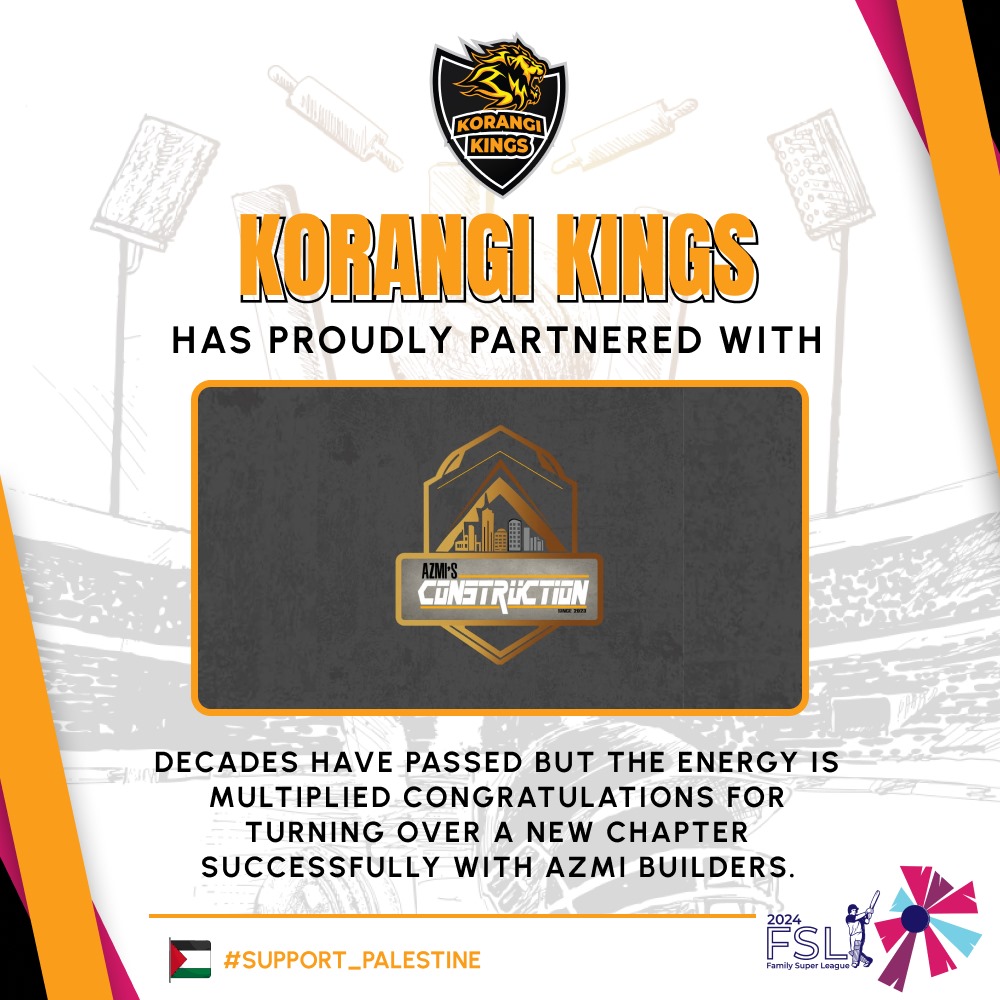 KORANGI
KINGS
KORANGI KINGS
HAS PROUDLY PARTNERED WITH
AZMI'S
CONSTRUCTION
SINCE 2023
DECADES HAVE PASSED BUT THE ENERGY IS
MULTIPLIED CONGRATULATIONS FOR
TURNING OVER A NEW CHAPTER
SUCCESSFULLY WITH AZMI BUILDERS.
#SUPPORT_PALESTINE
2024
FSL
Family Super League